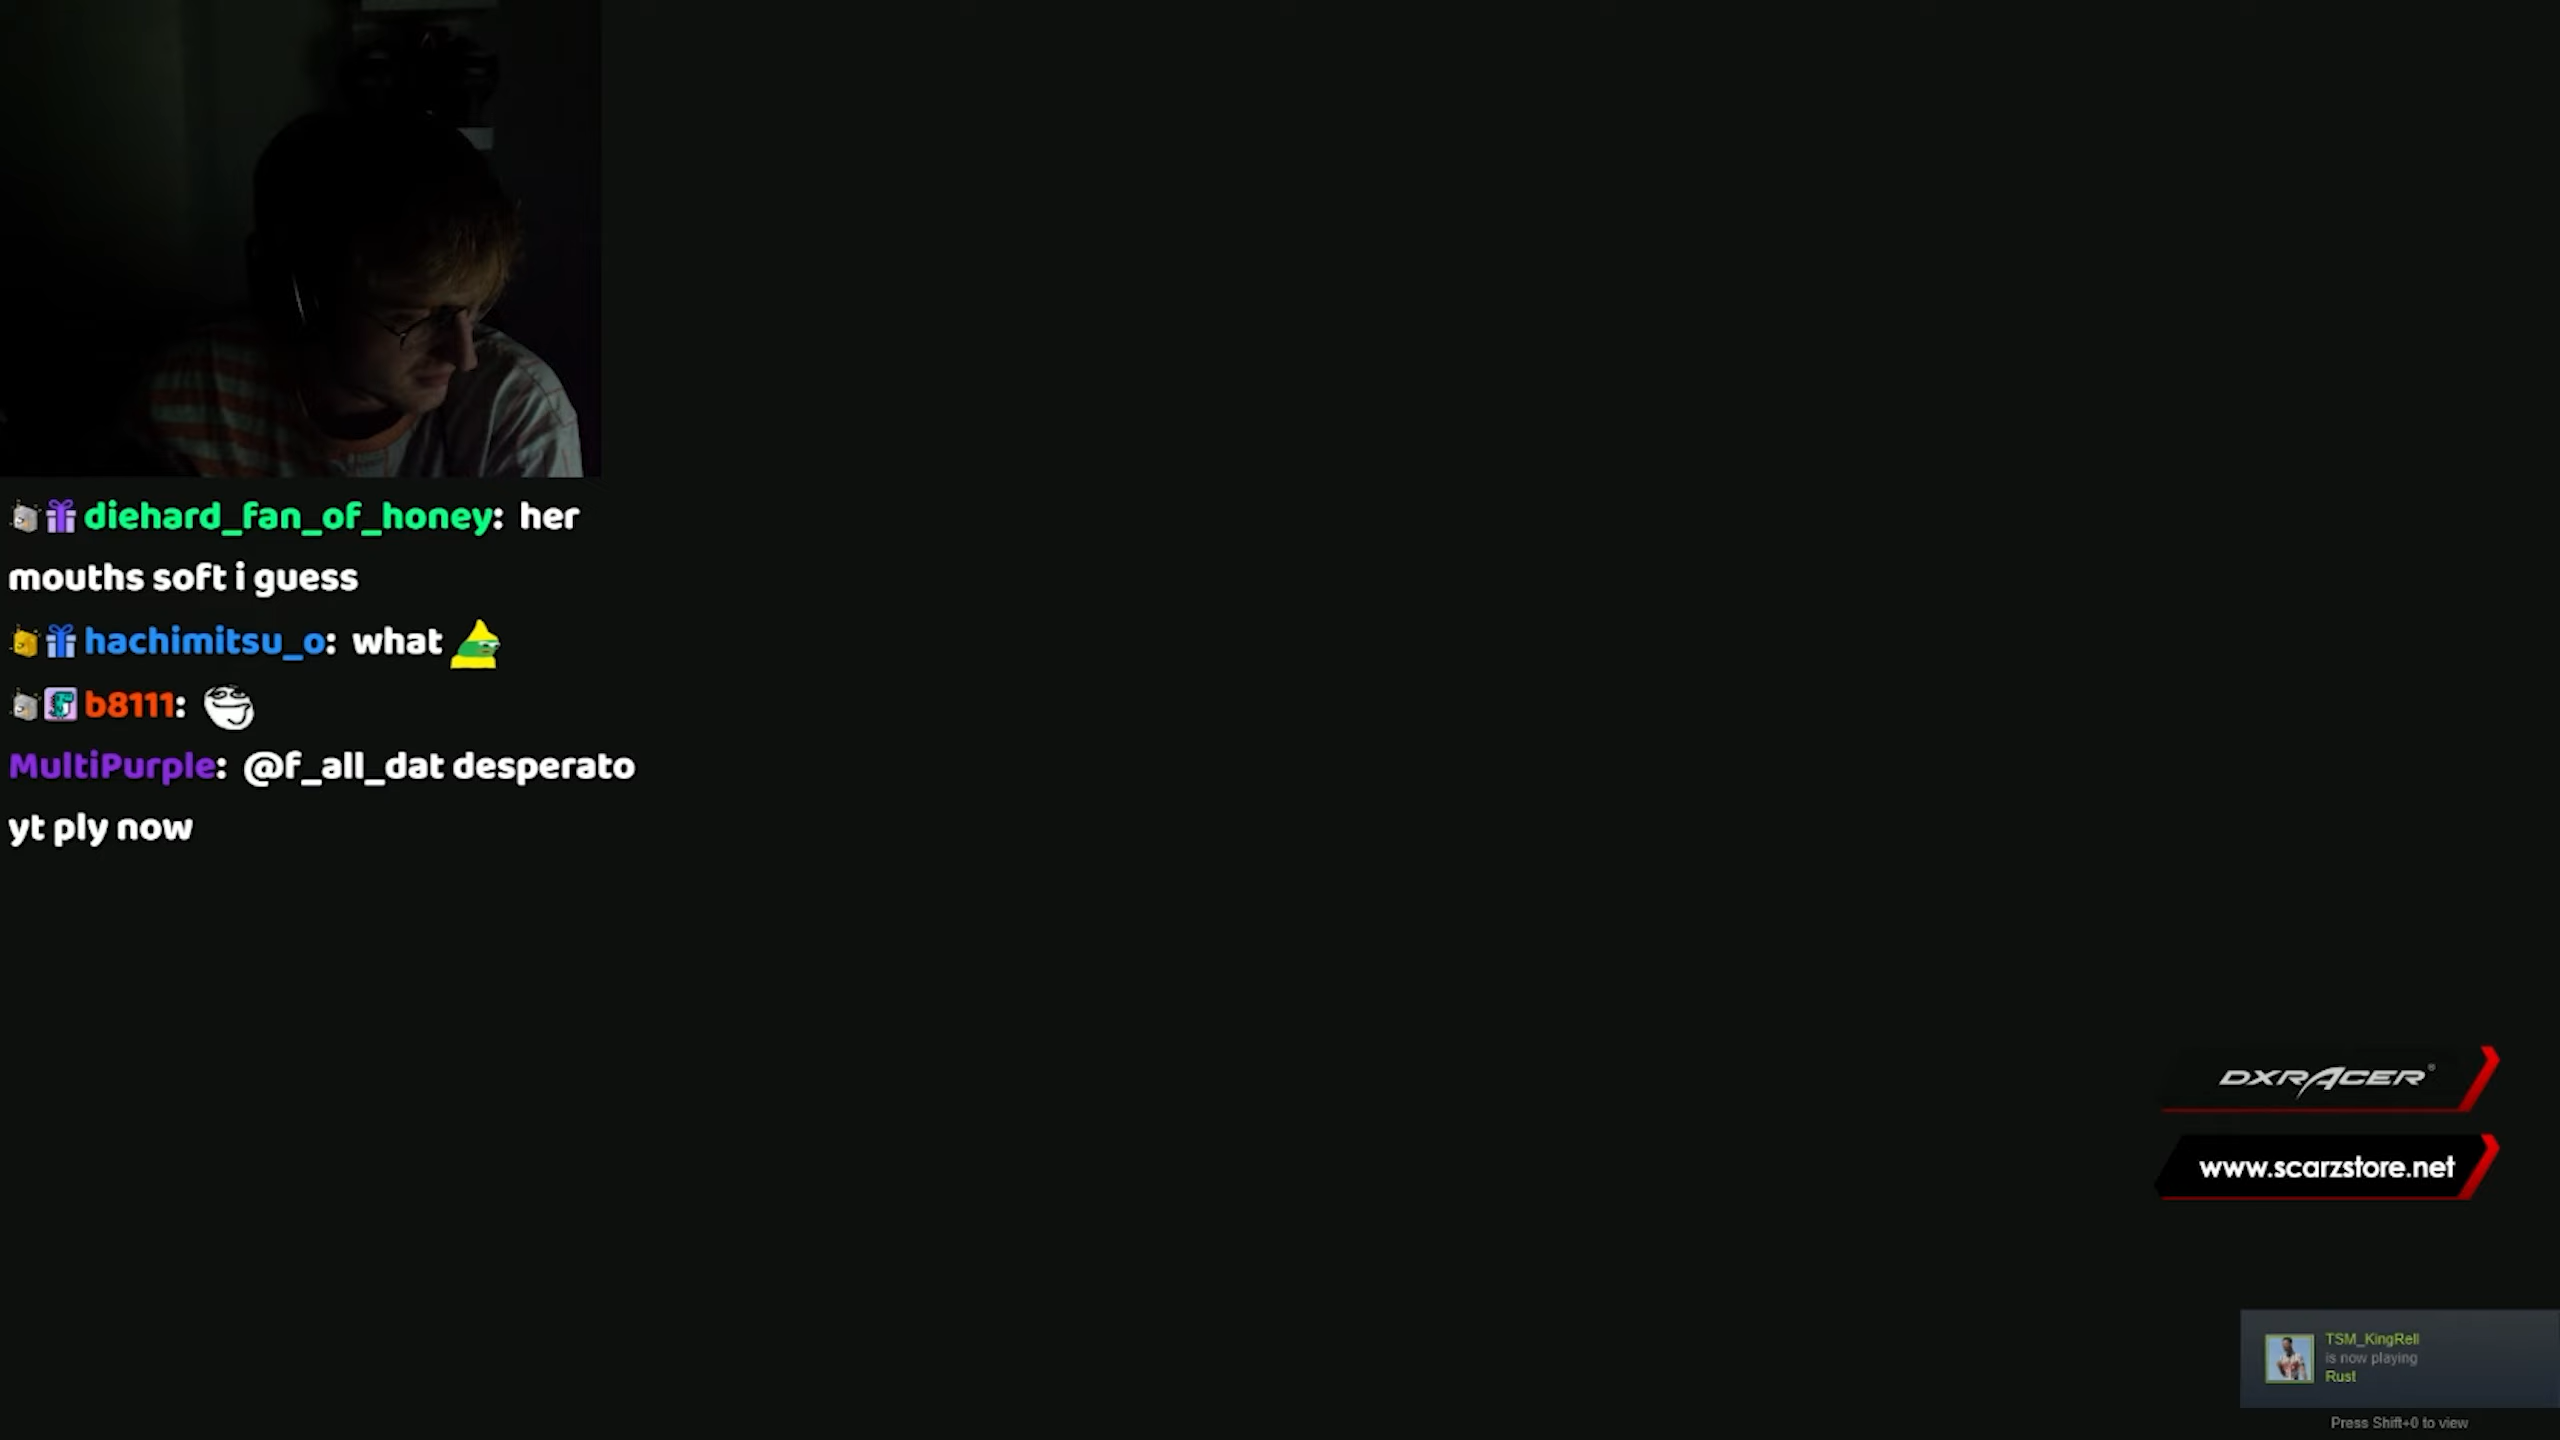 diehard_fan_of_honey: her
mouths soft i guess
hachimitsu_o: what
b8111:
MultiPurple: @f_all_dat desperato
yt ply now
DXRACER®
www.scarzstore.net
TSM_KingRell
is now playing
Rust
Press Shift+0 to view